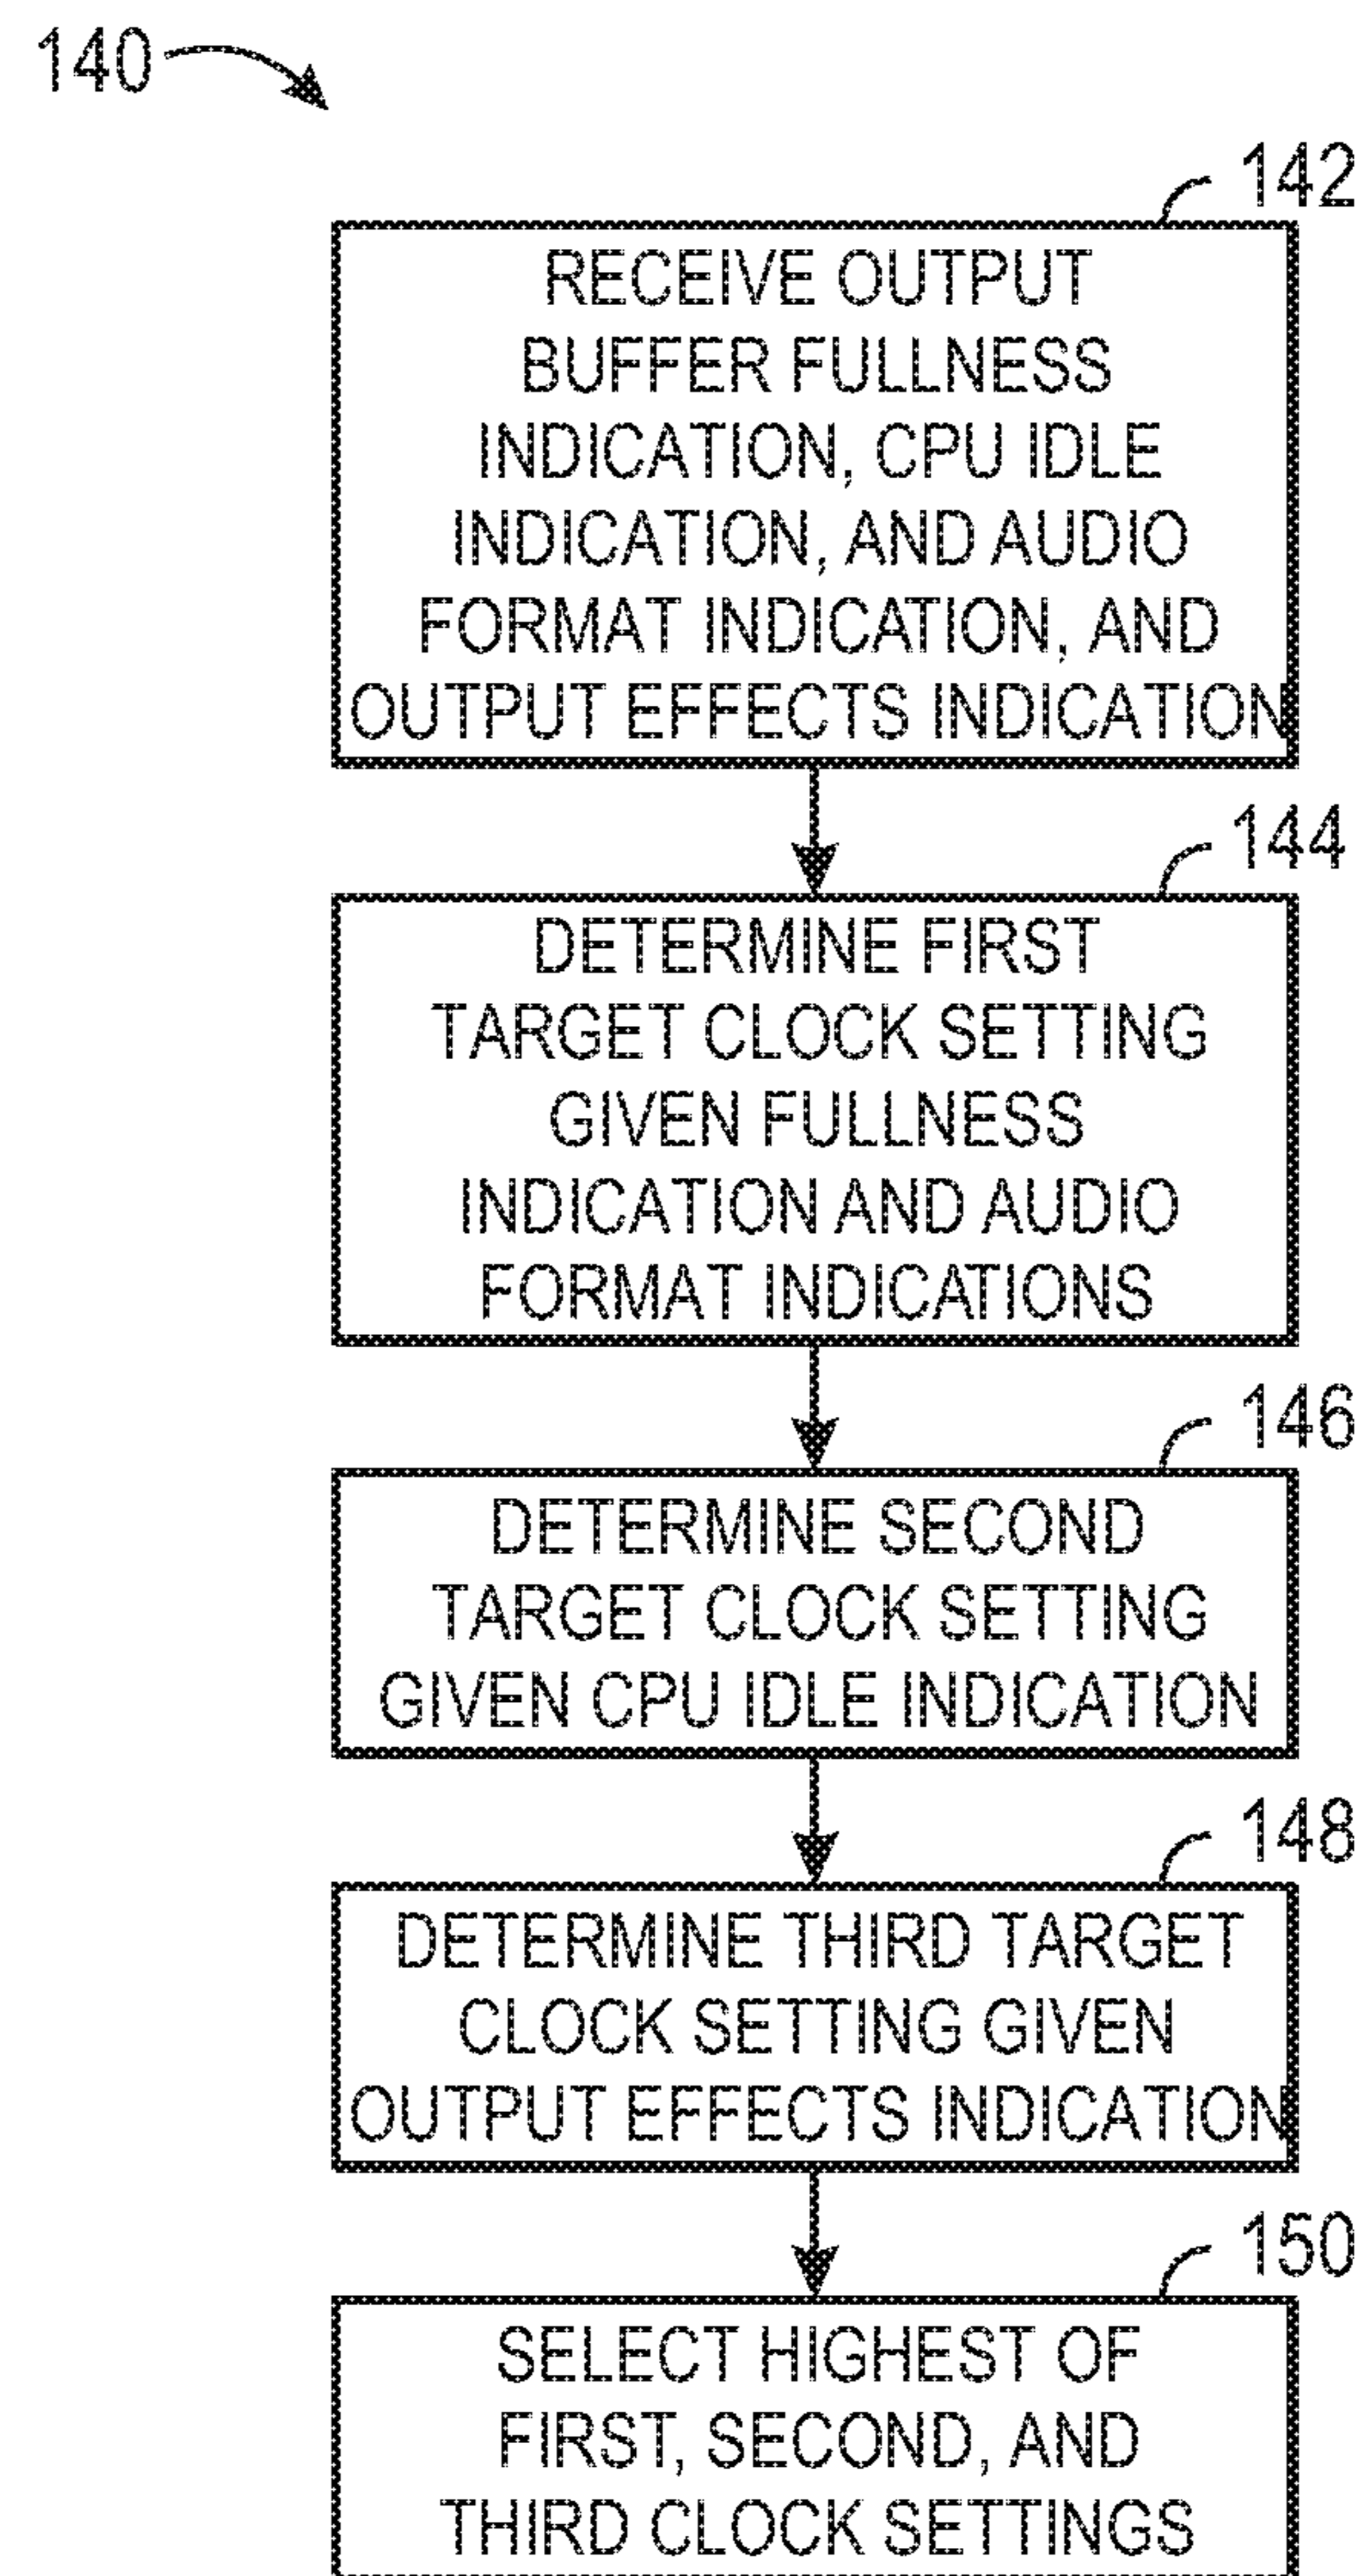 140
142
RECEIVE OUTPUT
BUFFER FULLNESS
INDICATION, CPU IDLE
INDICATION, AND AUDIO
FORMAT INDICATION, AND
OUTPUT EFFECTS INDICATION
144
DETERMINE FIRST
TARGET CLOCK SETTING
GIVEN FULLNESS
INDICATION AND AUDIO
FORMAT INDICATIONS
146
DETERMINE SECOND
TARGET CLOCK SETTING
GIVEN CPU IDLE INDICATION
148
DETERMINE THIRD TARGET
CLOCK SETTING GIVEN
OUTPUT EFFECTS INDICATION
150
SELECT HIGHEST OF
FIRST, SECOND, AND
THIRD CLOCK SETTINGS